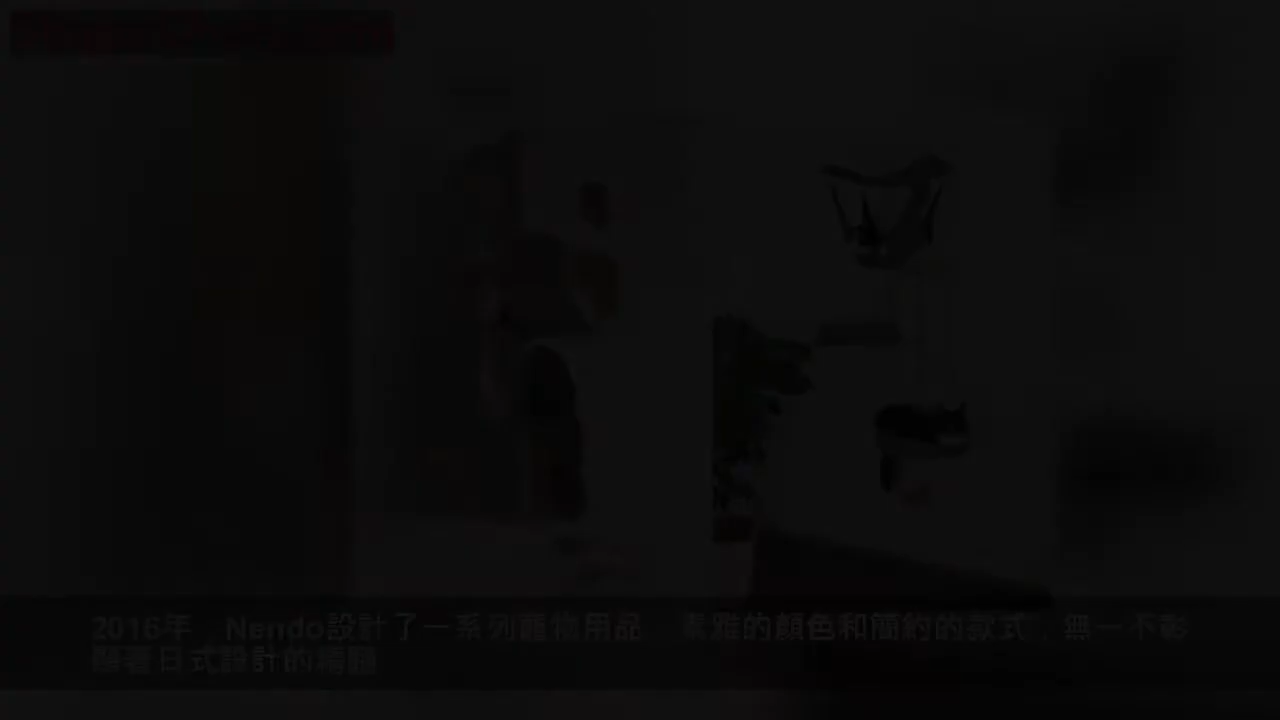 2016年，Nendo設計了一系列寵物用品，素雅的顏色和簡約的款式，無一不彰
顯著日式設計的精髓